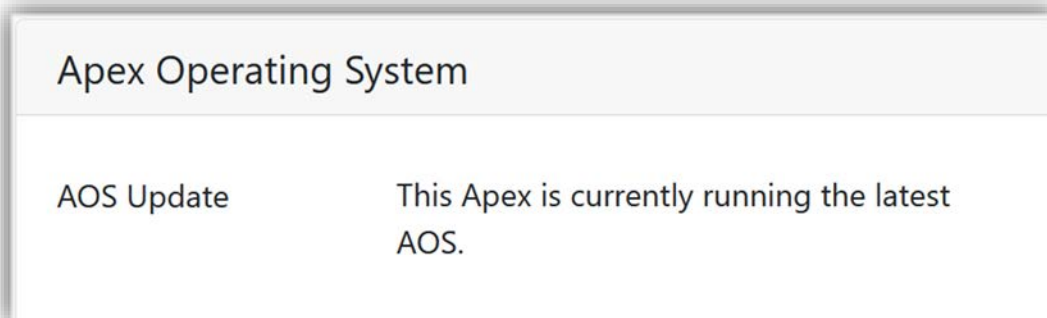 Apex Operating System
AOS Update
This Apex is currently running the latest
AOS.